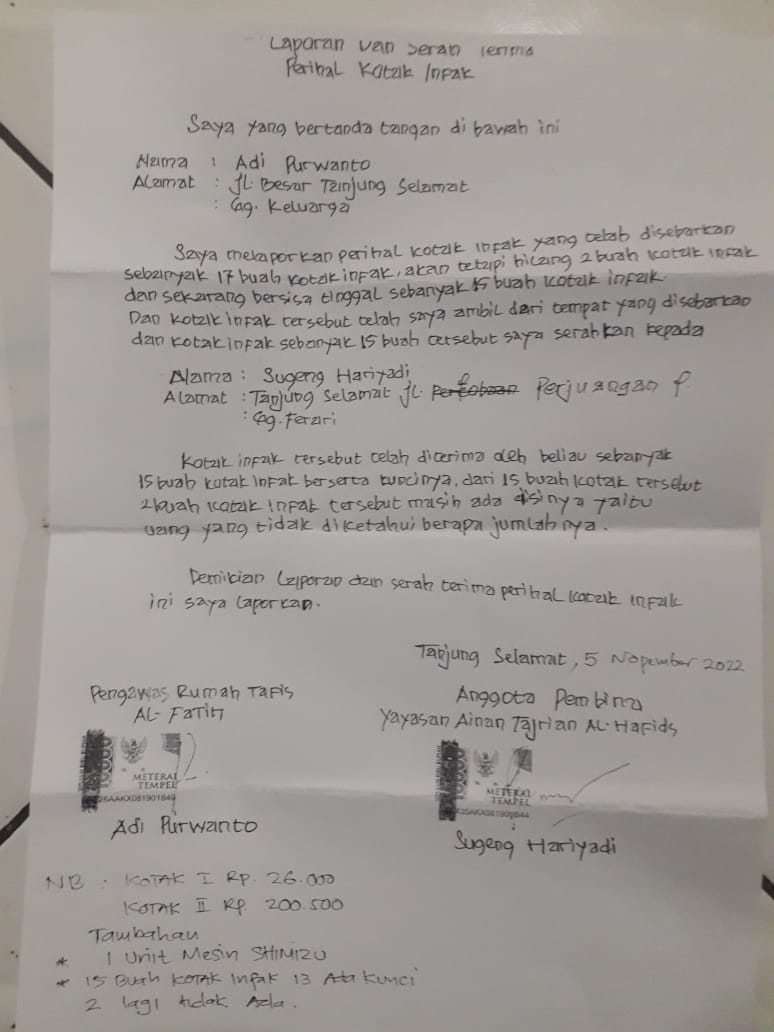 Laporan dan Serah Terima
Perihal Kotak Infak
Saya yang bertanda tangan di bawah ini
Nama : Adi Purwanto
Alamat : Jl. Besar Tanjung Selamat
: Gg. Keluarga
Saya melaporkan perihal kotak infak yang telah disebarkan
sebanyak 17 buah kotak infak, akan tetapi hilang 2 buah kotak infak
dan sekarang bersisa tinggal sebanyak 15 buah kotak infak.
Dan kotak infak tersebut telah saya ambil dari tempat yang disebarkan
dan kotak infak sebanyak 15 buah tersebut saya serahkan kepada
Nama : Sugeng Hariyadi
Alamat : Tanjung Selamat Jl. Perjuangan
: Gg. Ferari
Kotak infak tersebut telah diterima oleh beliau sebanyak
15 buah kotak infak berserta kuncinya, dari 15 buah kotak tersebut
2 buah kotak infak tersebut masih ada disinya yaitu
uang yang tidak diketahui berapa jumlahnya.
Demikian laporan dan serah terima perihal kotak infak
ini saya laporkan.
Tanjung Selamat, 5 Nopember 2022
Pengawas Rumah Tafis
AL-Fatih
Anggota Pembina
Yayasan Ainan Tajrian AL-Hafids
10000
METERAI
TEMPEL
METERAI
TEMPEL
Adi Purwanto
Sugeng Hariyadi
NB : KOTAK I Rp. 26.000
KOTAK II Rp. 200.500
Tambahan
* 1 Unit Mesin SHIMIZU
* 15 Buah KOTAK Infak 13 Ada Kunci
2 lagi tidak Ada.